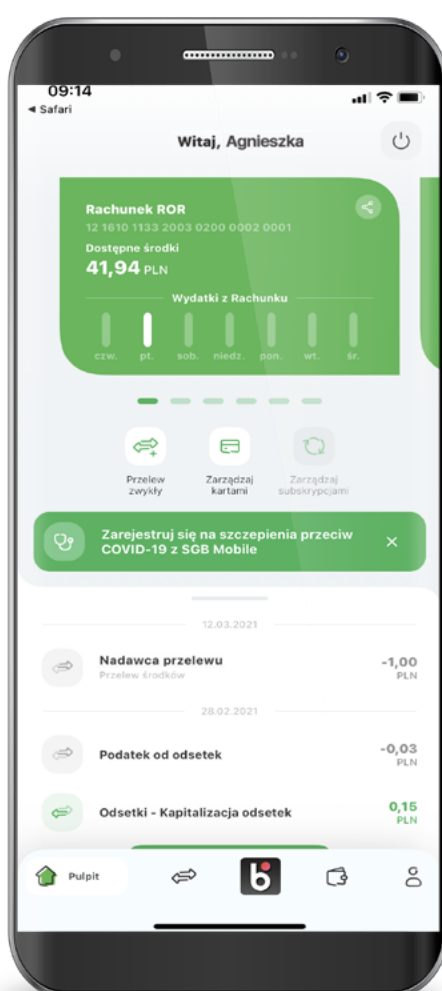 09:14
◄ Safari
Witaj, Agnieszka
Rachunek ROR
12 1610 1133 2003 0200 0002 0001
Dostępne środki
41,94 PLN
Wydatki z Rachunku
czw. pt. sob. niedz. pon. wt. śr.
Przelew zwykły
Zarządzaj kartami
Zarządzaj subskrypcjami
Zarejestruj się na szczepienia przeciw
COVID-19 z SGB Mobile
12.03.2021
Nadawca przelewu
Przelew środków
-1,00
PLN
28.02.2021
Podatek od odsetek
-0,03
PLN
Odsetki - Kapitalizacja odsetek
0,15
PLN
Pulpit
b